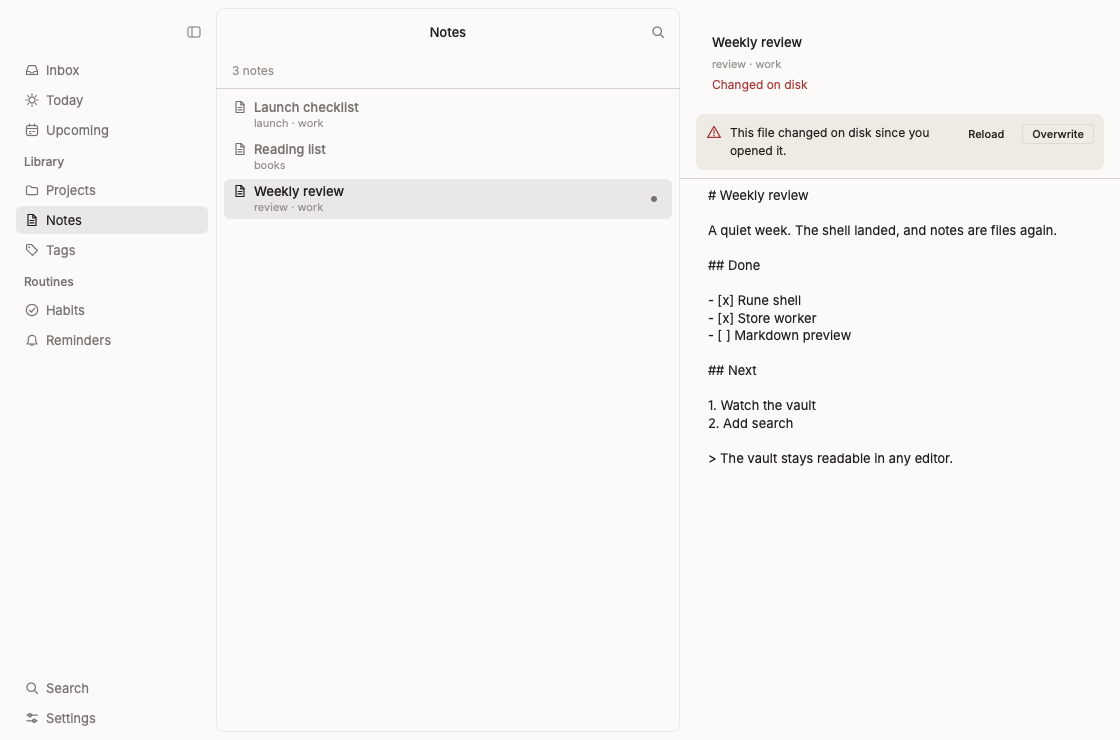 Inbox
Today
Upcoming
Library
Projects
Notes
Tags
Routines
Habits
Reminders
Search
Settings
Notes
3 notes
Launch checklist
launch · work
Reading list
books
Weekly review
review · work
Weekly review
review · work
Changed on disk
This file changed on disk since you
opened it.
Reload
Overwrite
# Weekly review
A quiet week. The shell landed, and notes are files again.
## Done
- [x] Rune shell
- [x] Store worker
- [ ] Markdown preview
## Next
1. Watch the vault
2. Add search
> The vault stays readable in any editor.